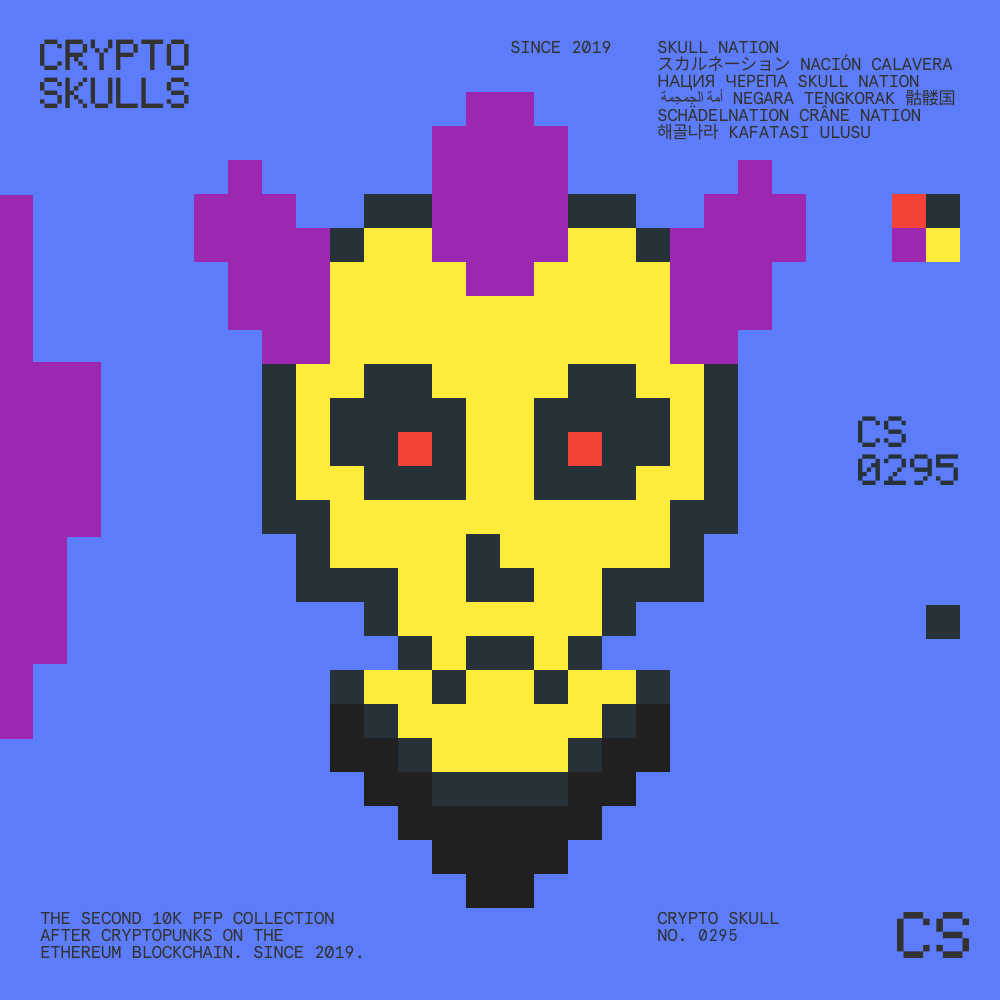 CRYPTO
SKULLS
SINCE 2019
SKULL NATION
スカルネーション NACIÓN CALAVERA
НАЦИЯ ЧЕРЕПА SKULL NATION
أمة الجمجمة NEGARA TENGKORAK 骷髅国
SCHÄDELNATION CRÂNE NATION
해골나라 KAFATASI ULUSU
CS
0295
THE SECOND 10K PFP COLLECTION
AFTER CRYPTOPUNKS ON THE
ETHEREUM BLOCKCHAIN. SINCE 2019.
CRYPTO SKULL
NO. 0295
CS